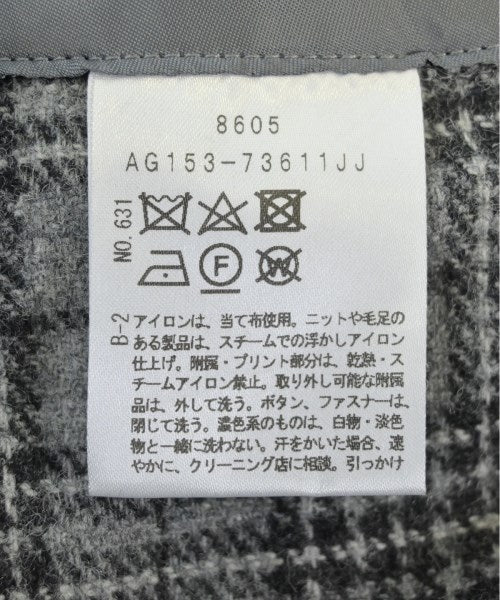 8605
AG153-73611JJ
NO. 631
F
W
B-2
アイロンは、当て布使用。ニットや毛足の
ある製品は、スチームでの浮かしアイロン
仕上げ。附属・プリント部分は、乾熱・ス
チームアイロン禁止。取り外し可能な附属
品は、外して洗う。ボタン、ファスナーは、
閉じて洗う。濃色系のものは、白物・淡色
物と一緒に洗わない。汗をかいた場合、速
やかに、クリーニング店に相談。引っかけ